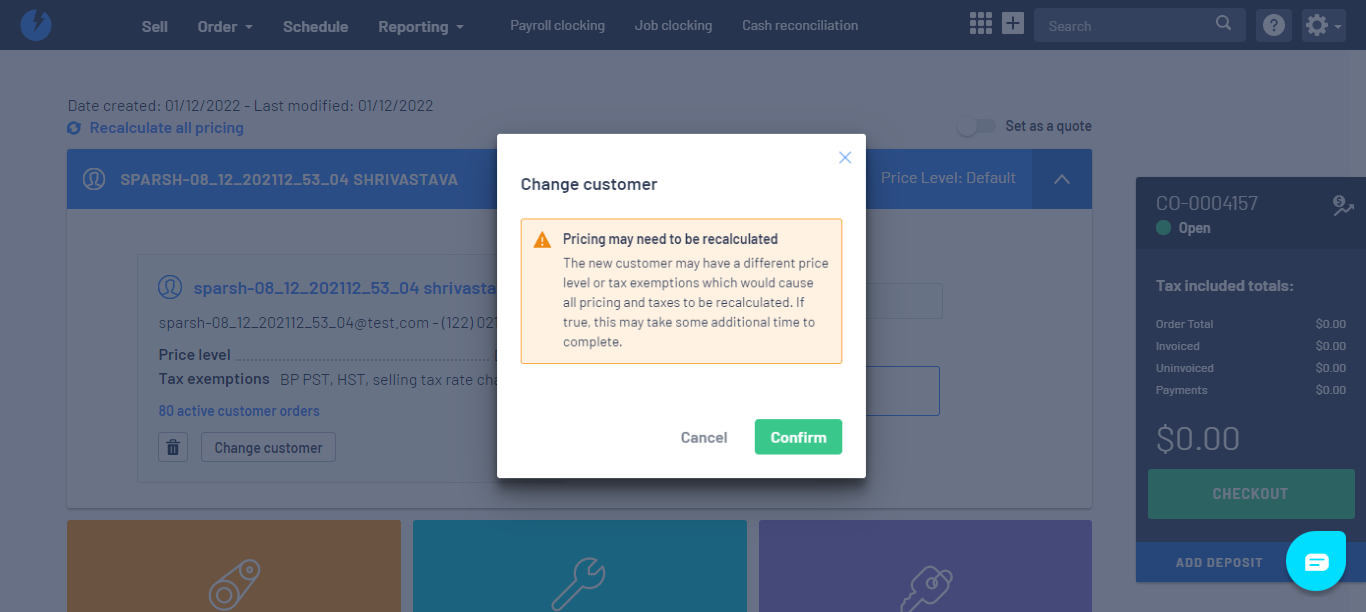 Sell Order Schedule Reporting Payroll clocking Job clocking Cash reconciliation Search
Date created: 01/12/2022 - Last modified: 01/12/2022
Recalculate all pricing
Set as a quote
SPARSH-08_12_202112_53_04 SHRIVASTAVA
Price Level: Default
sparsh-08_12_202112_53_04 shrivasta
sparsh-08_12_202112_53_04@test.com - (122) 021
Price level
Tax exemptions BP PST, HST, selling tax rate cha
80 active customer orders
Change customer
Change customer
Pricing may need to be recalculated
The new customer may have a different price
level or tax exemptions which would cause
all pricing and taxes to be recalculated. If
true, this may take some additional time to
complete.
Cancel Confirm
CO-0004157
Open
Tax included totals:
Order Total $0.00
Invoiced $0.00
Uninvoiced $0.00
Payments $0.00
$0.00
CHECKOUT
ADD DEPOSIT